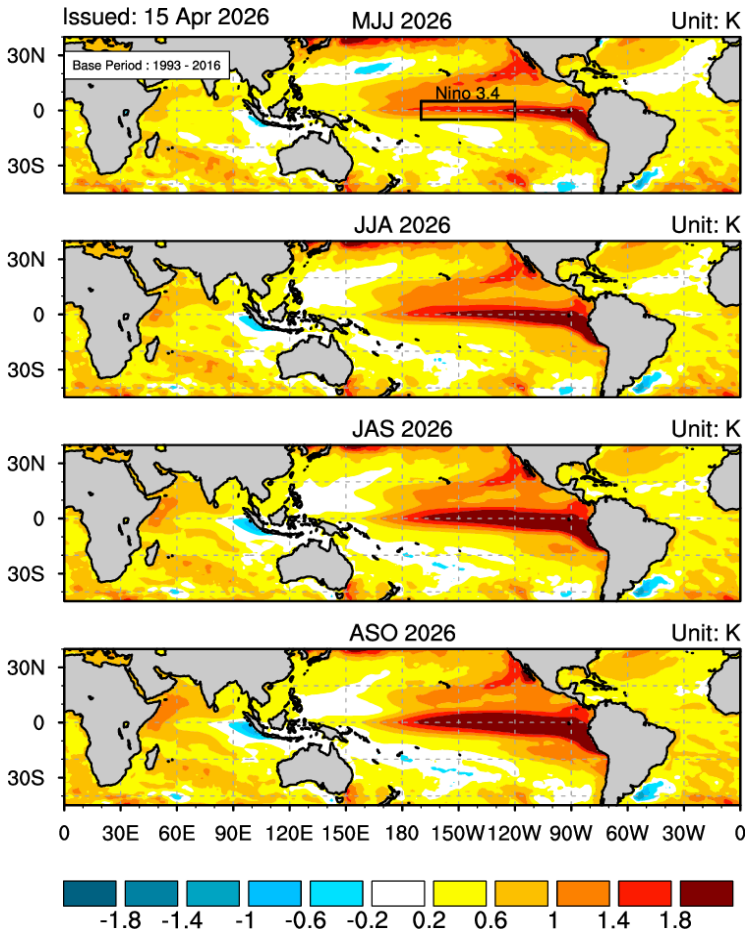 Issued: 15 Apr 2026 MJJ 2026 Unit: K
30N
Base Period : 1993 - 2016
Nino 3.4
0
30S
JJA 2026 Unit: K
30N
0
30S
JAS 2026 Unit: K
30N
0
30S
ASO 2026 Unit: K
30N
0
30S
0 30E 60E 90E 120E 150E 180 150W 120W 90W 60W 30W 0
-1.8 -1.4 -1 -0.6 -0.2 0.2 0.6 1 1.4 1.8